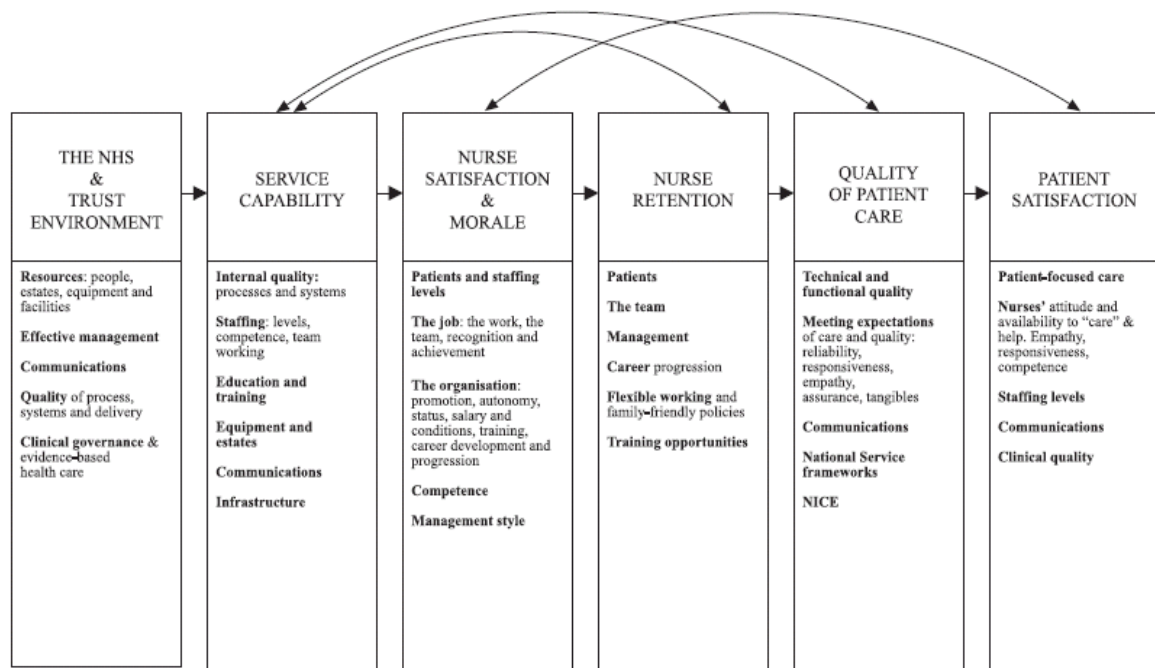 THE NHS
&
TRUST
ENVIRONMENT
Resources: people,
estates, equipment and
facilities
Effective management
Communications
Quality of process,
systems and delivery
Clinical governance &
evidence-based
health care
SERVICE
CAPABILITY
Internal quality:
processes and systems
Staffing: levels,
competence, team
working
Education and
training
Equipment and
estates
Communications
Infrastructure
NURSE
SATISFACTION
&
MORALE
Patients and staffing
levels
The job: the work, the
team, recognition and
achievement
The organisation:
promotion, autonomy,
status, salary and
conditions, training,
career development and
progression
Competence
Management style
NURSE
RETENTION
Patients
The team
Management
Career progression
Flexible working and
family-friendly policies
Training opportunities
QUALITY
OF PATIENT
CARE
Technical and
functional quality
Meeting expectations
of care and quality:
reliability,
responsiveness,
empathy,
assurance, tangibles
Communications
National Service
frameworks
NICE
PATIENT
SATISFACTION
Patient-focused care
Nurses' attitude and
availability to "care" &
help. Empathy,
responsiveness,
competence
Staffing levels
Communications
Clinical quality